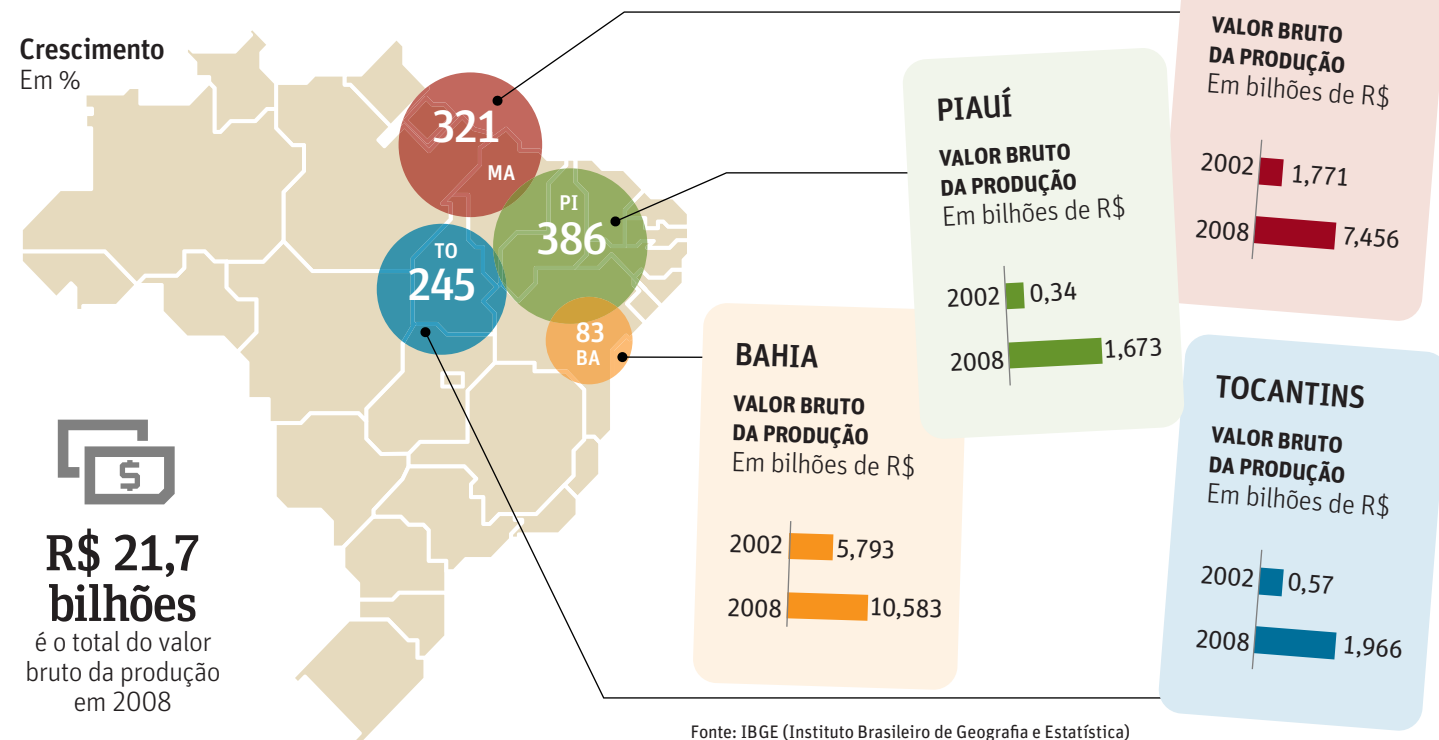 Crescimento
Em %
321
MA
PI
386
TO
245
83
BA
R$ 21,7
bilhões
é o total do valor
bruto da produção
em 2008
VALOR BRUTO
DA PRODUÇÃO
Em bilhões de R$
2002 1,771
2008 7,456
PIAUÍ
VALOR BRUTO
DA PRODUÇÃO
Em bilhões de R$
2002 0,34
2008 1,673
BAHIA
VALOR BRUTO
DA PRODUÇÃO
Em bilhões de R$
2002 5,793
2008 10,583
TOCANTINS
VALOR BRUTO
DA PRODUÇÃO
Em bilhões de R$
2002 0,57
2008 1,966
$
Fonte: IBGE (Instituto Brasileiro de Geografia e Estatística)